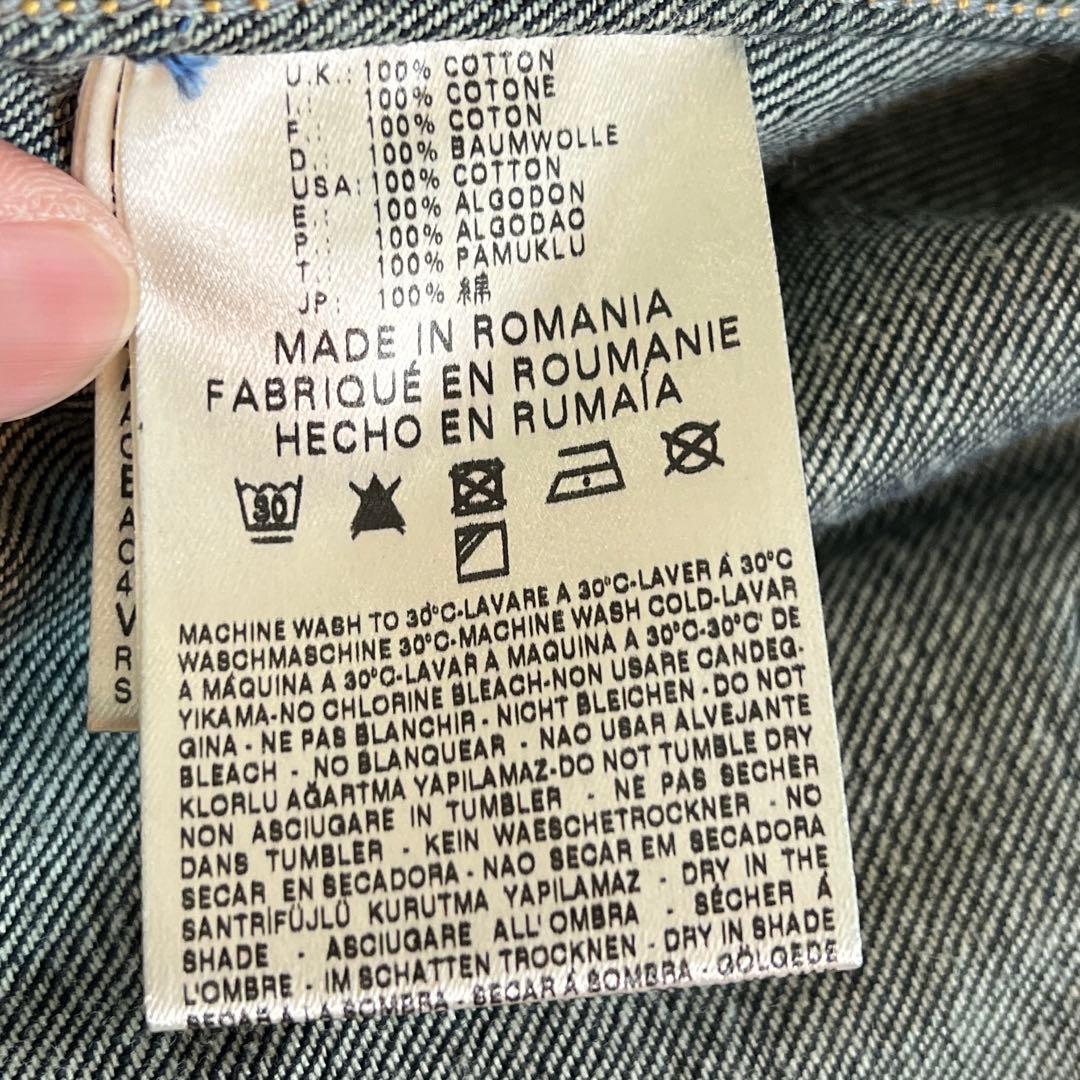 U.K.: 100% COTTON
I.: 100% COTONE
F.: 100% COTON
D.: 100% BAUMWOLLE
USA: 100% COTTON
E.: 100% ALGODON
P.: 100% ALGODAO
T.: 100% PAMUKLU
JP: 100% 綿
MADE IN ROMANIA
FABRIQUÉ EN ROUMANIE
HECHO EN RUMAÍA
30
MACHINE WASH TO 30°C-LAVARE A 30°C-LAVER Á 30°C
WASCHMASCHINE 30°C-MACHINE WASH COLD-LAVAR
A MÁQUINA A 30°C-LAVAR A MAQUINA A 30°C-30°C' DE
YIKAMA-NO CHLORINE BLEACH-NON USARE CANDEG-
GINA - NE PAS BLANCHIR - NICHT BLEICHEN - DO NOT
BLEACH - NO BLANQUEAR - NAO USAR ALVEJANTE
KLORLU AĞARTMA YAPILAMAZ-DO NOT TUMBLE DRY
NON ASCIUGARE IN TUMBLER - NE PAS SECHER
DANS TUMBLER - KEIN WAESCHETROCKNER - NO
SECAR EN SECADORA - NAO SECAR EM SECADORA
SANTRİFÜJLÜ KURUTMA YAPILAMAZ - DRY IN THE
SHADE - ASCIUGARE ALL'OMBRA - SÉCHER Á
L'OMBRE - IM SCHATTEN TROCKNEN - DRY IN SHADE
SECAR A LA SOMBRA - SECAR Á SOMBRA - GÖLGEDE